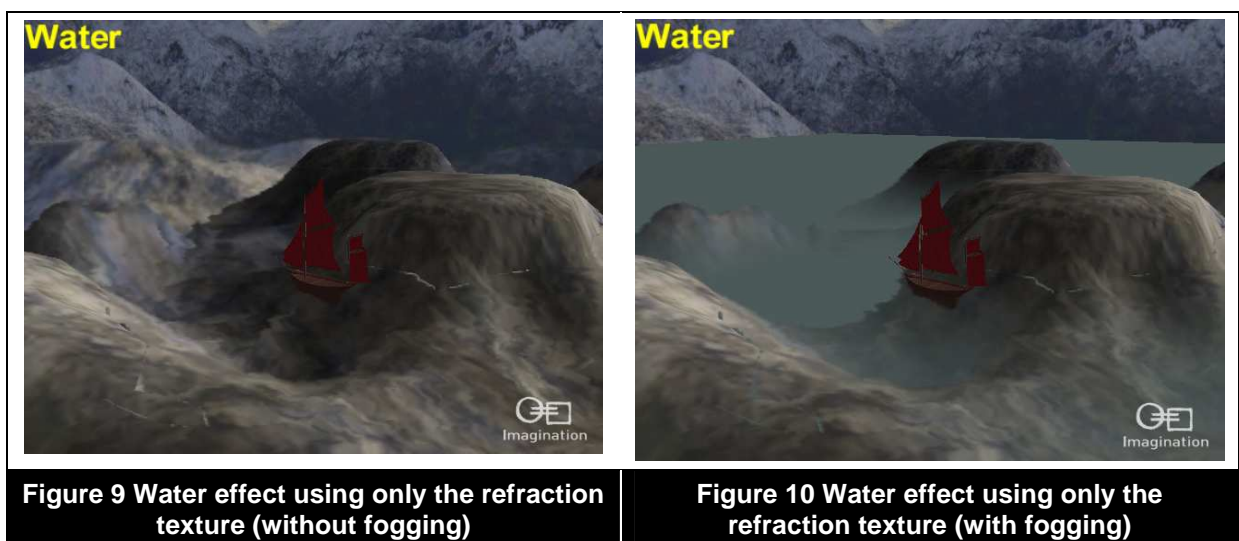 Water
Imagination
Figure 9 Water effect using only the refraction
texture (without fogging)
Water
Imagination
Figure 10 Water effect using only the
refraction texture (with fogging)